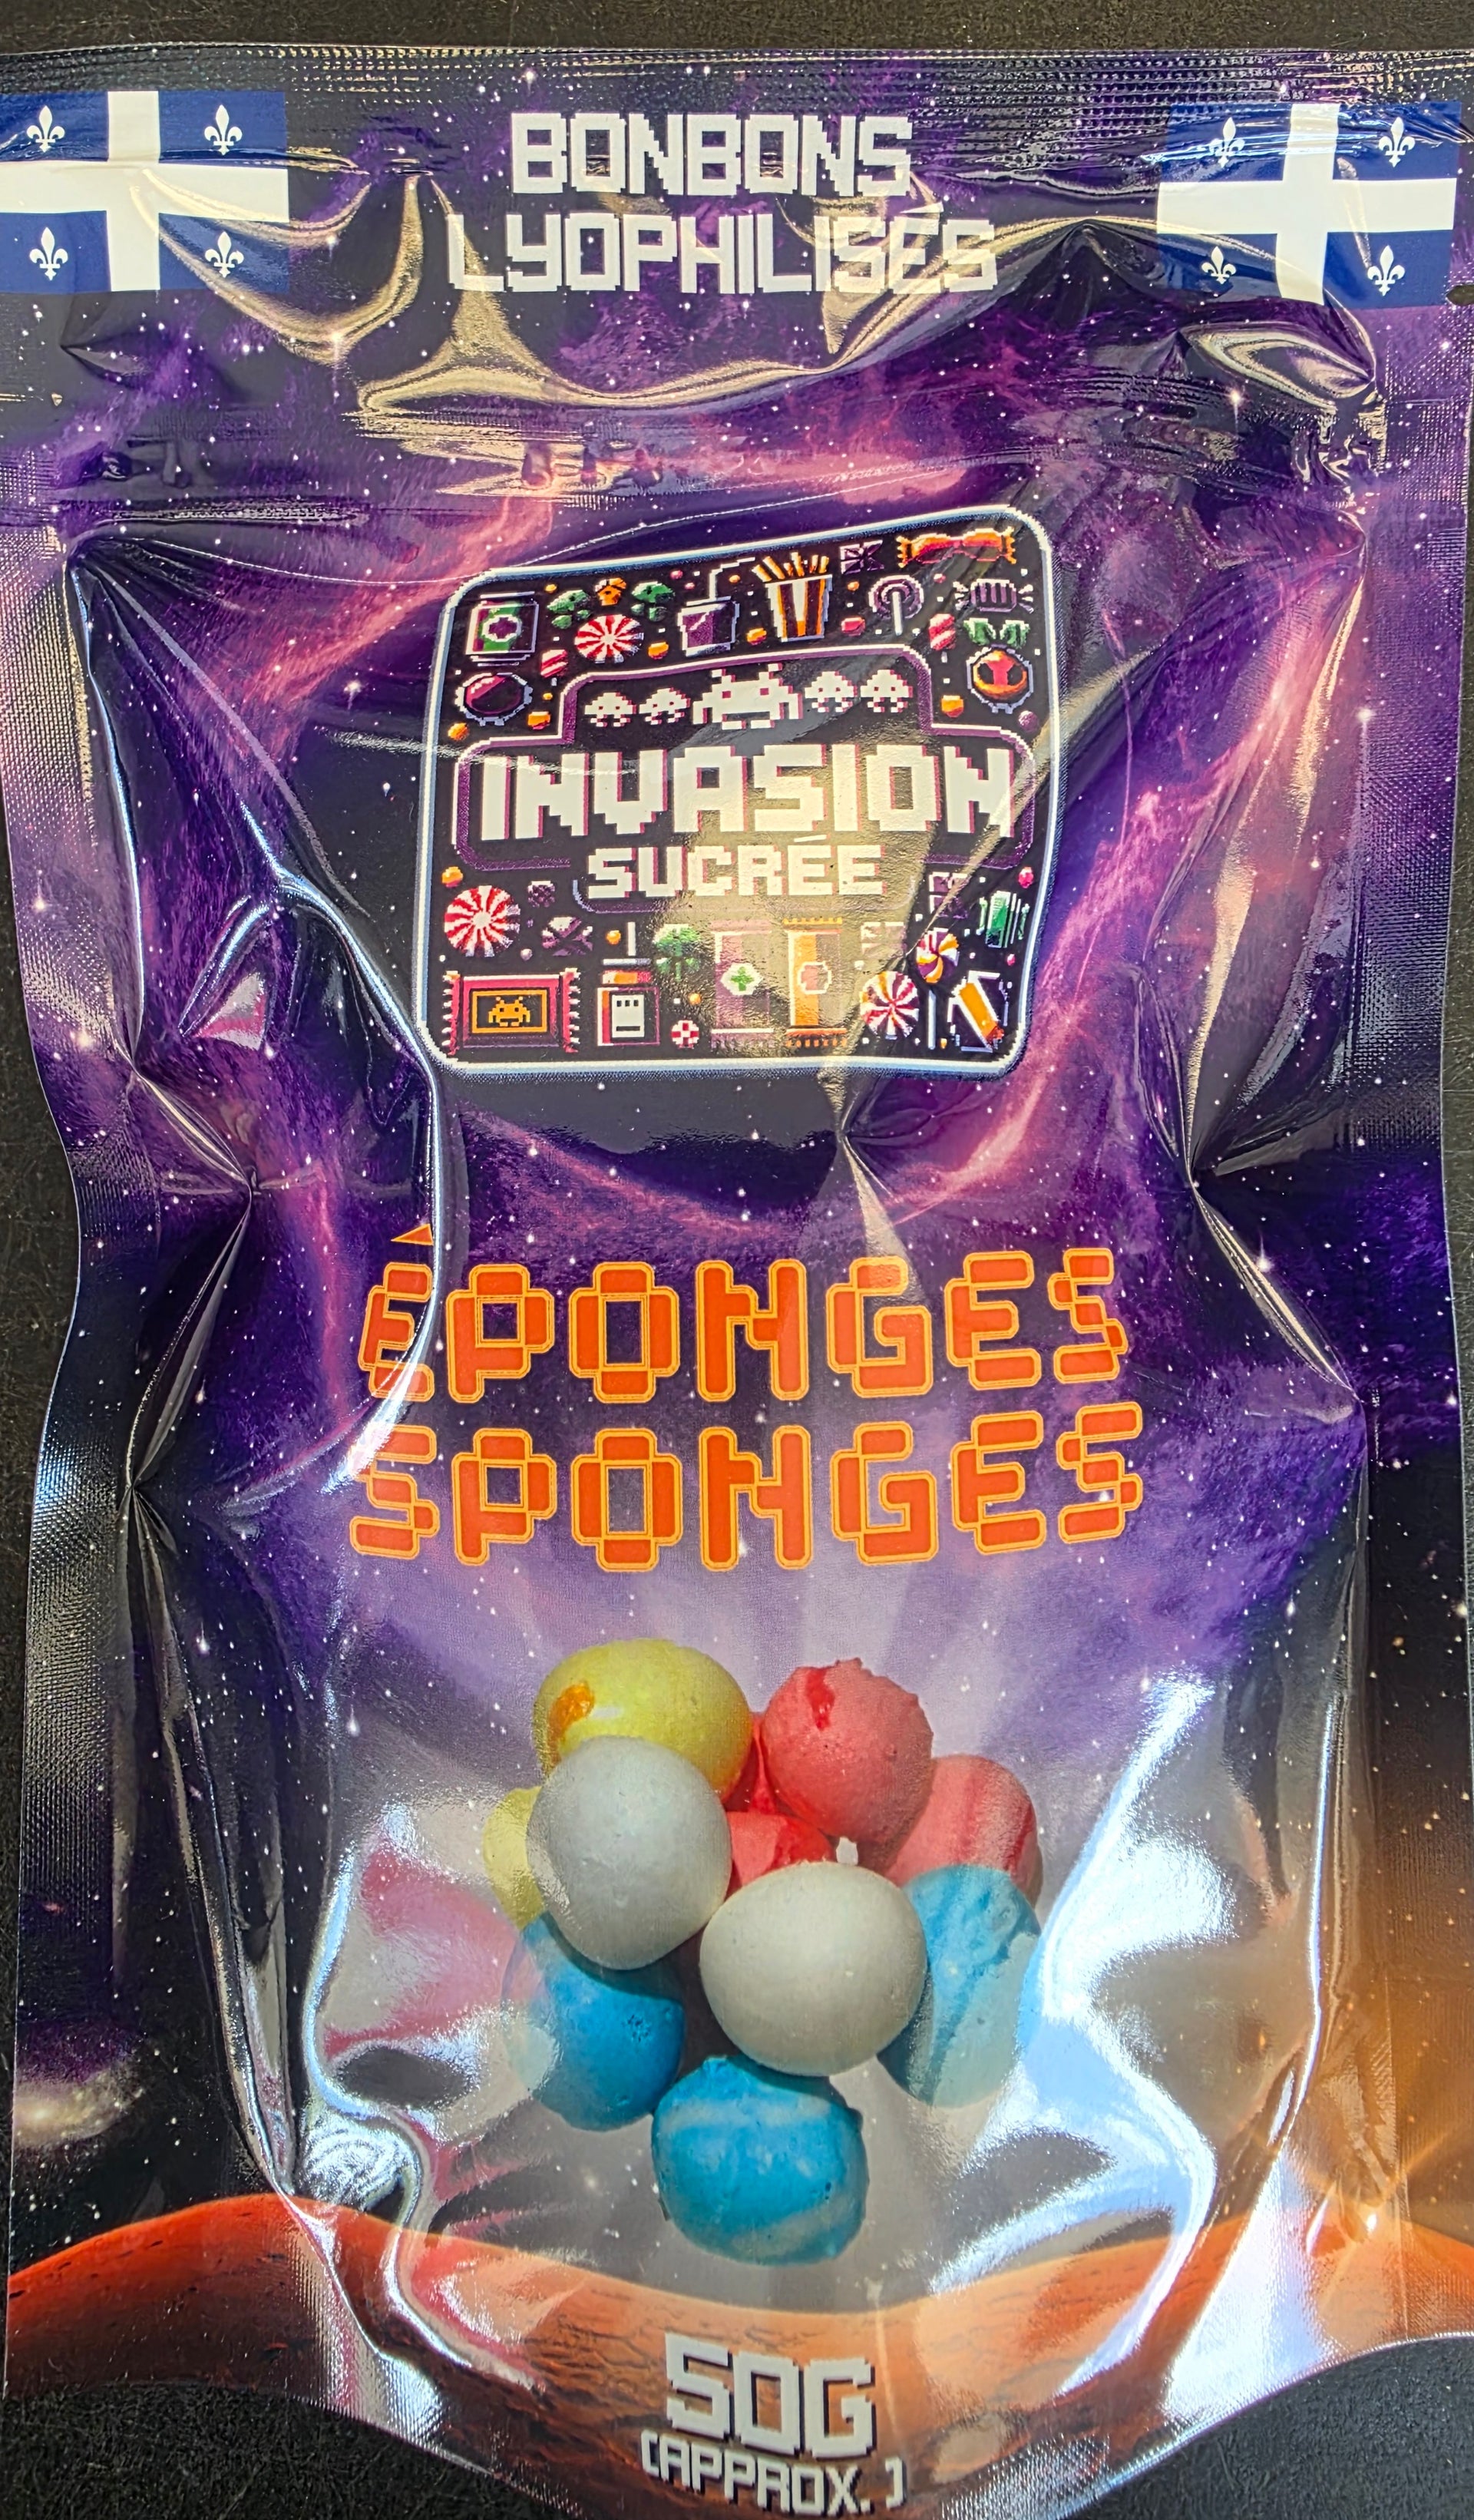 BONBONS
LYOPHILISÉS
INVASION
SUCRÉE
ÉPONGES
SPONGES
50G
(APPROX.)